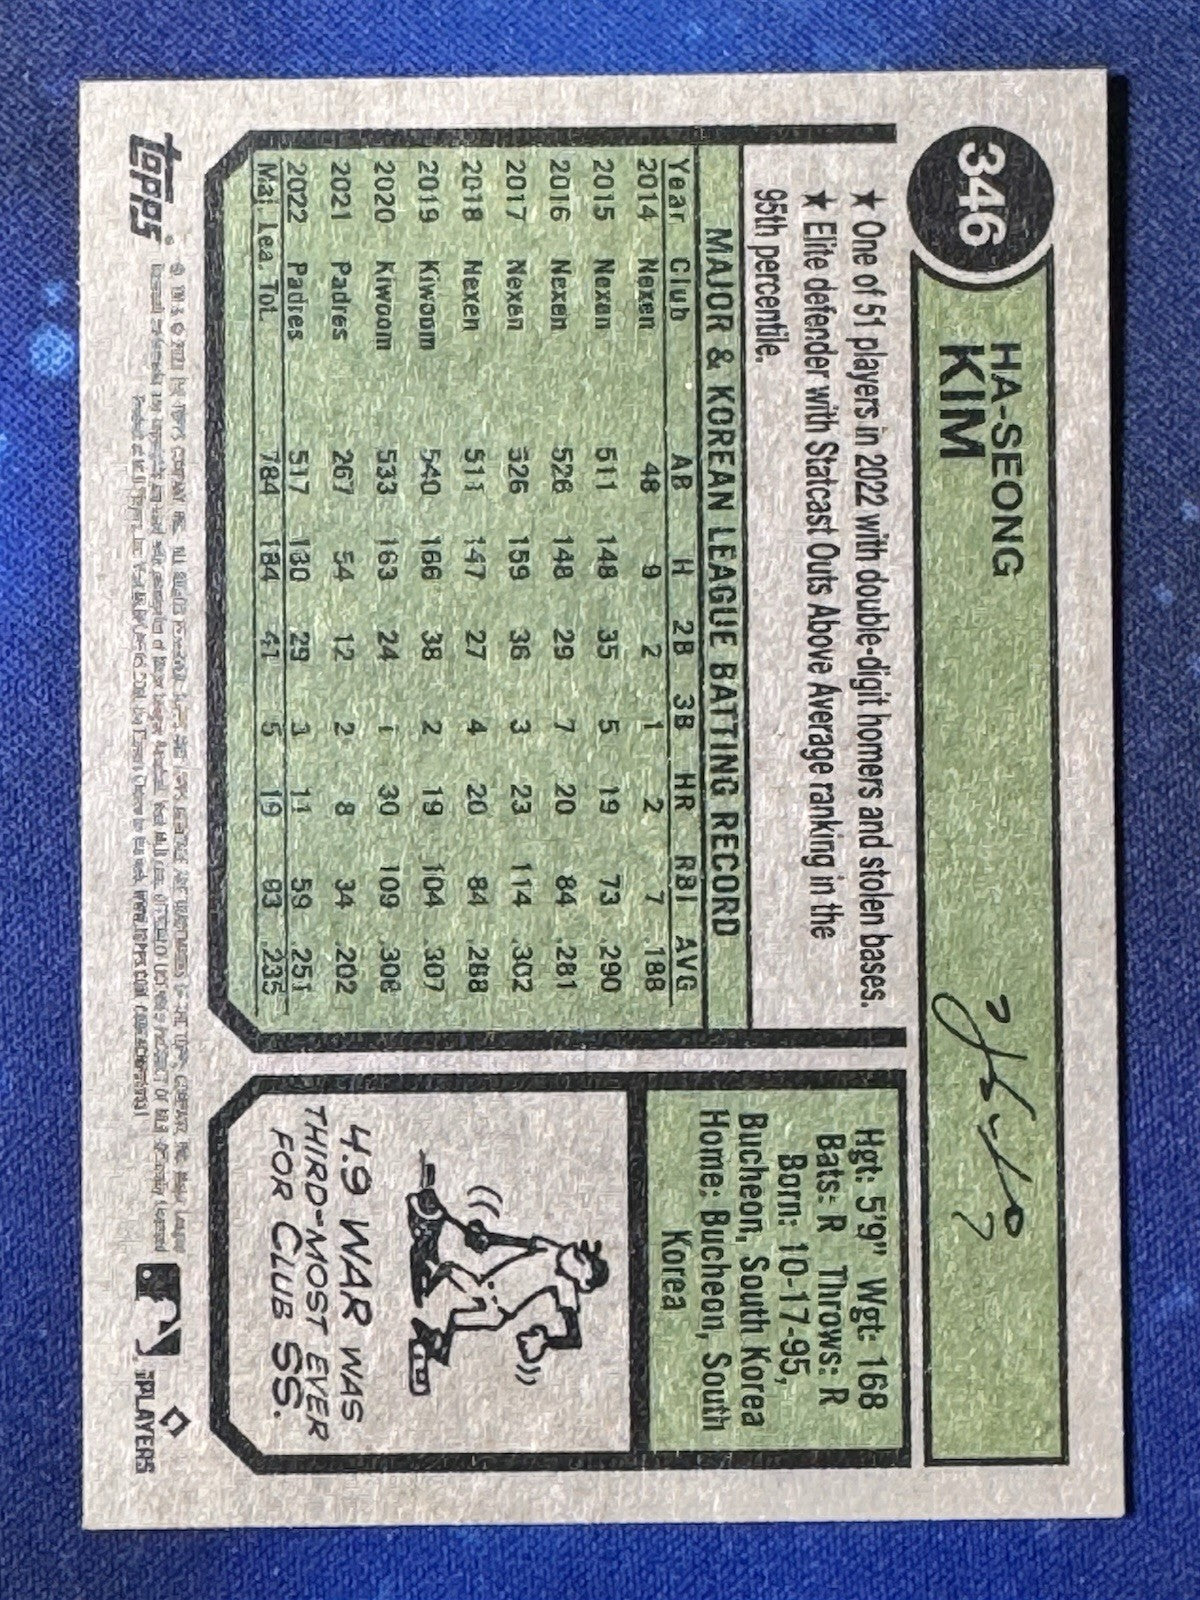 346
HA-SEONG
KIM
★ One of 51 players in 2022 with double-digit homers and stolen bases.
★ Elite defender with Statcast Outs Above Average ranking in the
95th percentile.
MAJOR & KOREAN LEAGUE BATTING RECORD
Year Club AB H 2B 3B HR RBI AVG
2014 Nexen 48 9 2 1 2 7 .188
2015 Nexen 511 148 35 5 19 73 .290
2016 Nexen 526 148 29 7 20 84 .281
2017 Nexen 526 159 36 3 23 114 .302
2018 Nexen 511 147 27 4 20 84 .288
2019 Kiwoom 540 166 38 2 19 104 .307
2020 Kiwoom 533 163 24 1 30 109 .306
2021 Padres 267 54 12 2 8 34 .202
2022 Padres 517 130 29 3 11 59 .251
Maj. Lea. Tot. 784 184 41 5 19 93 .235
Hgt: 5'9" Wgt: 168
Bats: R Throws: R
Born: 10-17-95,
Bucheon, South Korea
Home: Bucheon, South
Korea
4.9 WAR WAS
THIRD-MOST EVER
FOR CLUB SS.
topps
PLAYERS